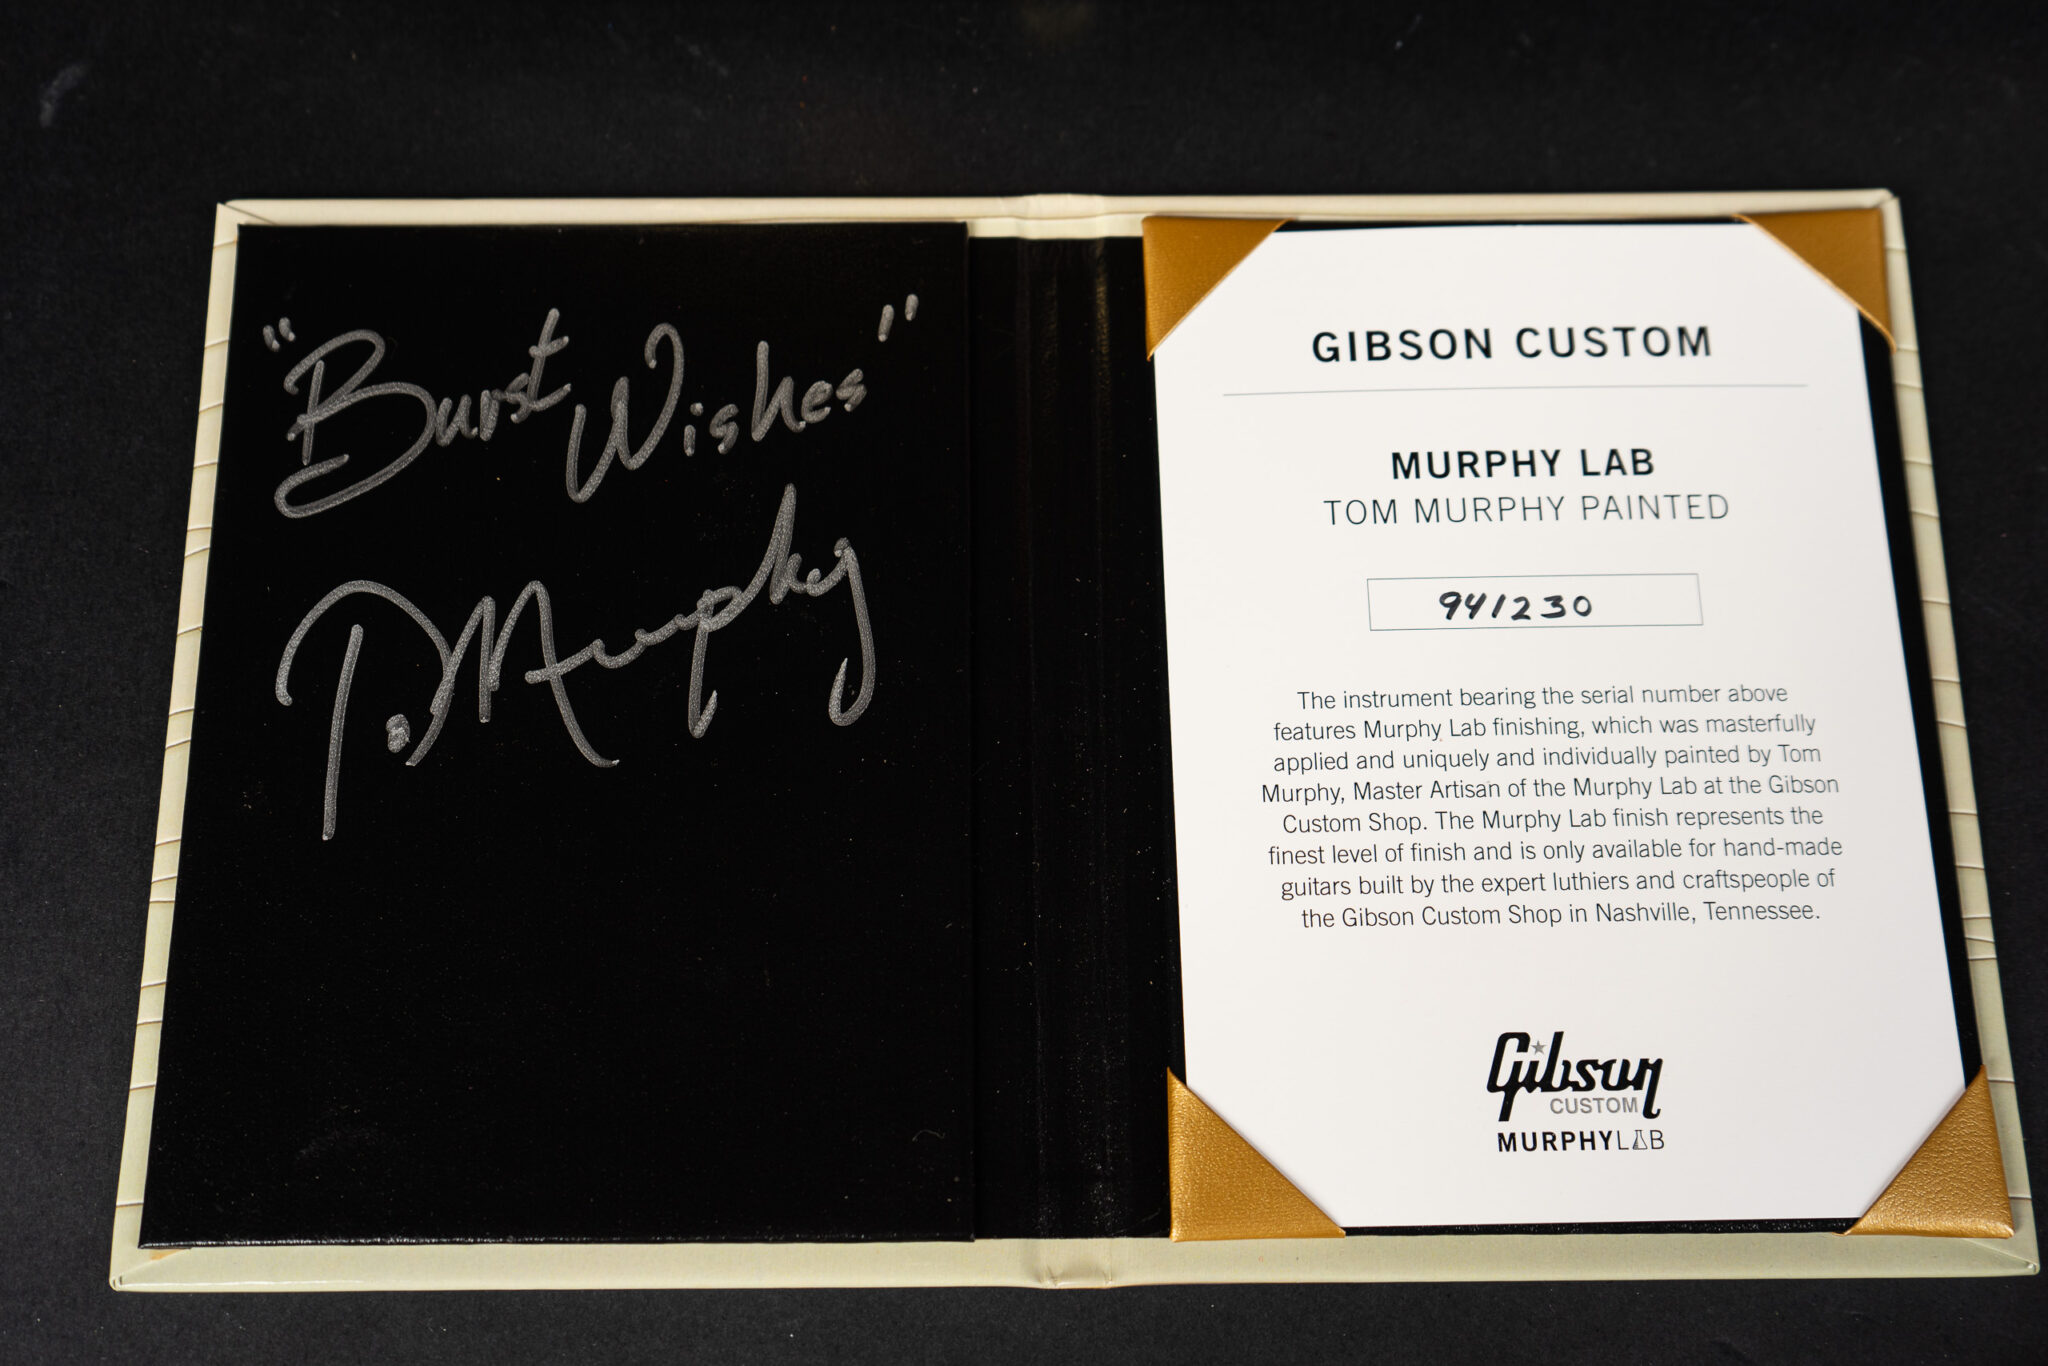 "Burst Wishes"
T. Murphy
GIBSON CUSTOM
MURPHY LAB
TOM MURPHY PAINTED
941230
The instrument bearing the serial number above
features Murphy Lab finishing, which was masterfully
applied and uniquely and individually painted by Tom
Murphy, Master Artisan of the Murphy Lab at the Gibson
Custom Shop. The Murphy Lab finish represents the
finest level of finish and is only available for hand-made
guitars built by the expert luthiers and craftspeople of
the Gibson Custom Shop in Nashville, Tennessee.
Gibson
CUSTOM
MURPHYLAB